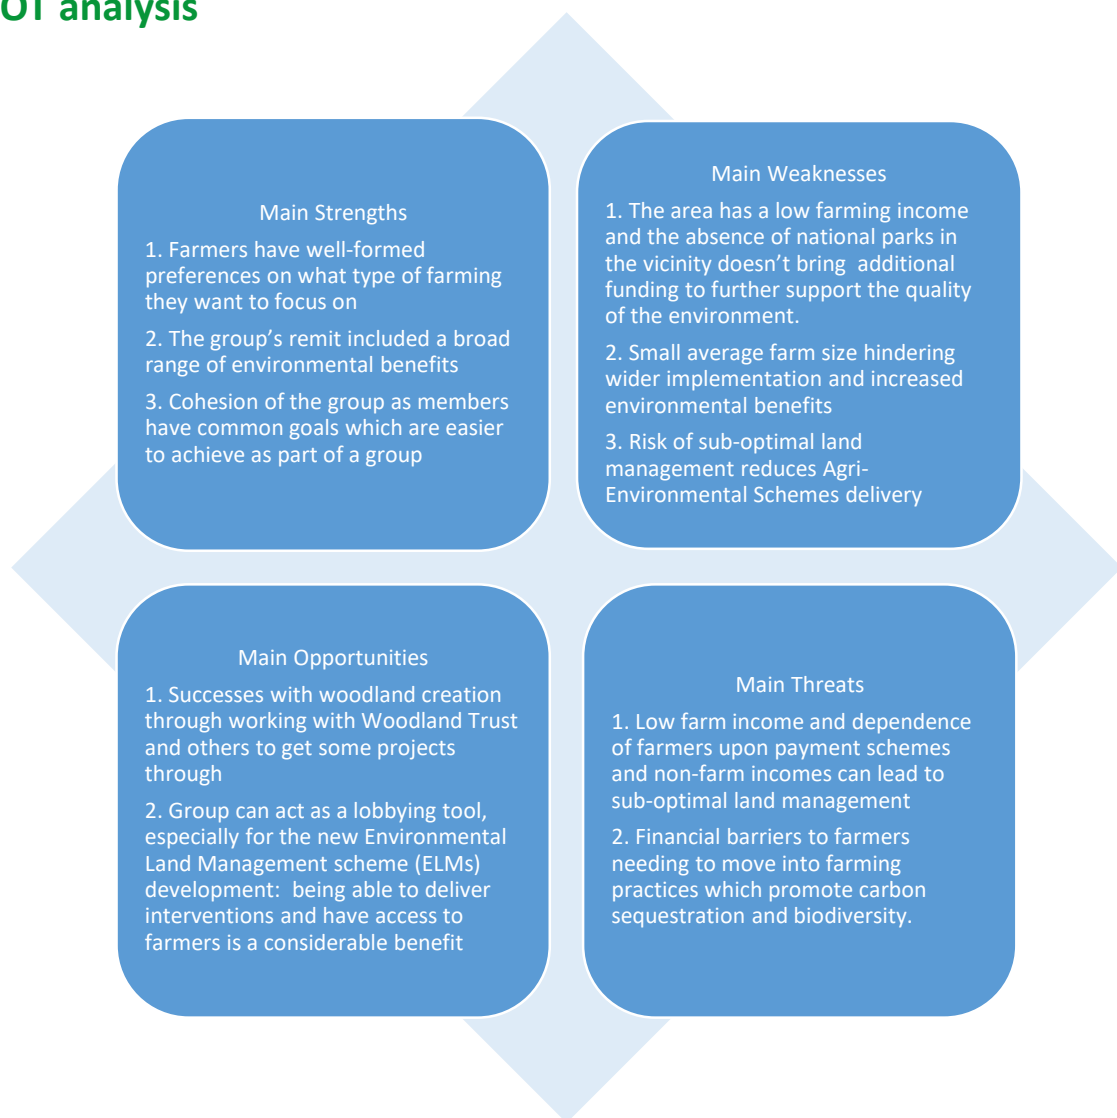 OT analysis
Main Strengths
1. Farmers have well-formed
preferences on what type of farming
they want to focus on
2. The group's remit included a broad
range of environmental benefits
3. Cohesion of the group as members
have common goals which are easier
to achieve as part of a group
Main Weaknesses
1. The area has a low farming income
and the absence of national parks in
the vicinity doesn't bring  additional
funding to further support the quality
of the environment.
2. Small average farm size hindering
wider implementation and increased
environmental benefits
3. Risk of sub-optimal land
management reduces Agri-
Environmental Schemes delivery
Main Opportunities
1. Successes with woodland creation
through working with Woodland Trust
and others to get some projects
through
2. Group can act as a lobbying tool,
especially for the new Environmental
Land Management scheme (ELMs)
development:  being able to deliver
interventions and have access to
farmers is a considerable benefit
Main Threats
1. Low farm income and dependence
of farmers upon payment schemes
and non-farm incomes can lead to
sub-optimal land management
2. Financial barriers to farmers
needing to move into farming
practices which promote carbon
sequestration and biodiversity.